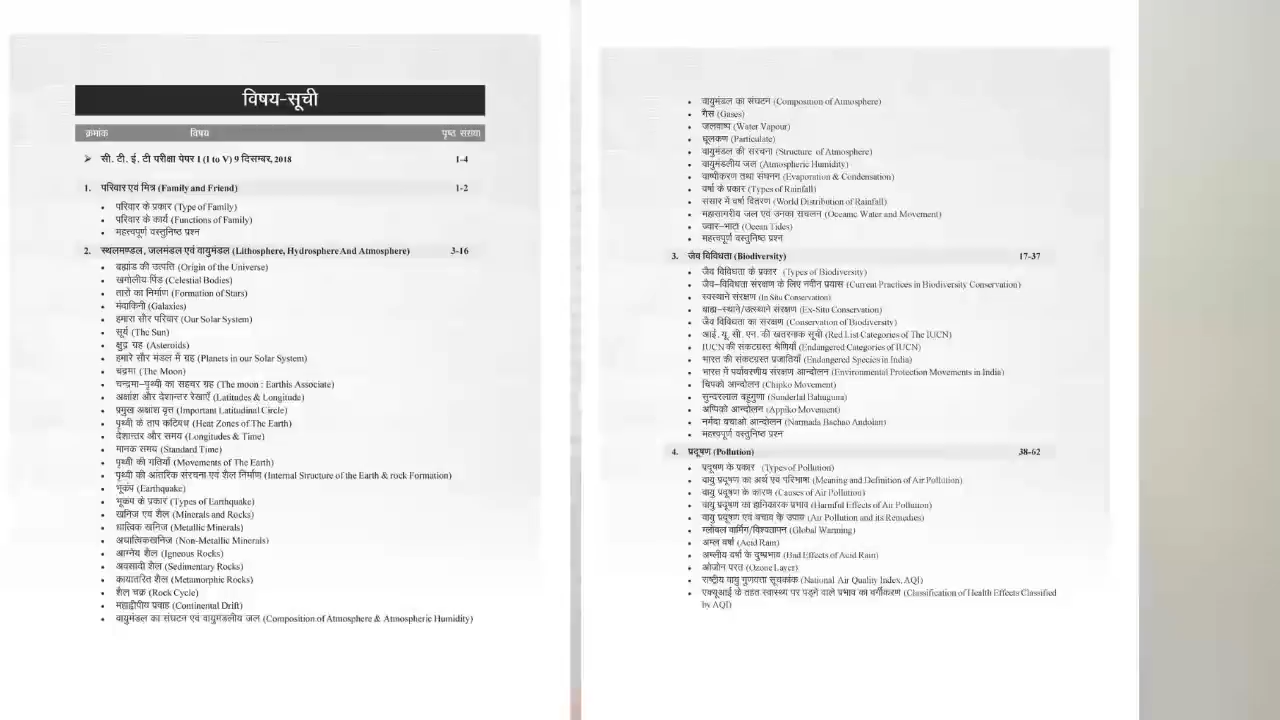 विषय-सूची
क्रमांक विषय पृष्ठ संख्या
➢ सी. टी. ई. टी परीक्षा पेपर I (I to V) 9 दिसम्बर, 2018 1-4
1. परिवार एवं मित्र (Family and Friend) 1-2
• परिवार के प्रकार (Type of Family)
• परिवार के कार्य (Functions of Family)
• महत्त्वपूर्ण वस्तुनिष्ठ प्रश्न
2. स्थलमण्डल, जलमंडल एवं वायुमंडल (Lithosphere, Hydrosphere And Atmosphere) 3-16
• ब्रह्मांड की उत्पत्ति (Origin of the Universe)
• खगोलीय पिंड (Celestial Bodies)
• तारों का निर्माण (Formation of Stars)
• मंदाकिनी (Galaxies)
• हमारा सौर परिवार (Our Solar System)
• सूर्य (The Sun)
• क्षुद्र ग्रह (Asteroids)
• हमारे सौर मंडल में ग्रह (Planets in our Solar System)
• चंद्रमा (The Moon)
• चन्द्रमा–पृथ्वी का सहचर ग्रह (The moon : Earthis Associate)
• अक्षांश और देशान्तर रेखाएँ (Latitudes & Longitude)
• प्रमुख अक्षांश वृत्त (Important Latitudinal Circle)
• पृथ्वी के ताप कटिबंध (Heat Zones of The Earth)
• देशान्तर और समय (Longitudes & Time)
• मानक समय (Standard Time)
• पृथ्वी की गतियाँ (Movements of The Earth)
• पृथ्वी की आंतरिक संरचना एवं शैल निर्माण (Internal Structure of the Earth & rock Formation)
• भूकंप (Earthquake)
• भूकंप के प्रकार (Types of Earthquake)
• खनिज एवं शैल (Minerals and Rocks)
• धात्विक खनिज (Metallic Minerals)
• अधात्विकखनिज (Non-Metallic Minerals)
• आग्नेय शैल (Igneous Rocks)
• अवसादी शैल (Sedimentary Rocks)
• कायांतरित शैल (Metamorphic Rocks)
• शैल चक्र (Rock Cycle)
• महाद्वीपीय प्रवाह (Continental Drift)
• वायुमंडल का संघटन एवं वायुमंडलीय जल (Composition of Atmosphere & Atmospheric Humidity)
• वायुमंडल का संघटन (Composition of Atmosphere)
• गैस (Gases)
• जलवाष्प (Water Vapour)
• धूलकण (Particulate)
• वायुमंडल की संरचना (Structure of Atmosphere)
• वायुमंडलीय जल (Atmospheric Humidity)
• वाष्पीकरण तथा संघनन (Evaporation & Condensation)
• वर्षा के प्रकार (Types of Rainfall)
• संसार में वर्षा वितरण (World Distribution of Rainfall)
• महासागरीय जल एवं उनका संचलन (Oceanic Water and Movement)
• ज्वार–भाटा (Ocean Tides)
• महत्त्वपूर्ण वस्तुनिष्ठ प्रश्न
3. जैव विविधता (Biodiversity) 17-37
• जैव विविधता के प्रकार (Types of Biodiversity)
• जैव–विविधता संरक्षण के लिए नवीन प्रयास (Current Practices in Biodiversity Conservation)
• स्वस्थाने संरक्षण (In Situ Conservation)
• बाह्य–स्थाने/उत्स्थाने संरक्षण (Ex-Situ Conservation)
• जैव विविधता का संरक्षण (Conservation of Biodiversity)
• आई. यू. सी. एन. की खतरनाक सूची (Red List Categories of The IUCN)
• IUCN की संकटग्रस्त श्रेणियाँ (Endangered Categories of IUCN)
• भारत की संकटग्रस्त प्रजातियाँ (Endangered Species in India)
• भारत में पर्यावरणीय संरक्षण आन्दोलन (Environmental Protection Movements in India)
• चिपको आन्दोलन (Chipko Movement)
• सुन्दरलाल बहुगुणा (Sunderlal Bahuguna)
• अप्पिको आन्दोलन (Appiko Movement)
• नर्मदा बचाओ आन्दोलन (Narmada Bachao Andolan)
• महत्त्वपूर्ण वस्तुनिष्ठ प्रश्न
4. प्रदूषण (Pollution) 38-62
• प्रदूषण के प्रकार (Types of Pollution)
• वायु प्रदूषण का अर्थ एवं परिभाषा (Meaning and Definition of Air Pollution)
• वायु प्रदूषण के कारण (Causes of Air Pollution)
• वायु प्रदूषण का हानिकारक प्रभाव (Harmful Effects of Air Pollution)
• वायु प्रदूषण एवं बचाव के उपाय (Air Pollution and its Remedies)
• ग्लोबल वार्मिंग/विश्वतापन (Global Warming)
• अम्ल वर्षा (Acid Rain)
• अम्लीय वर्षा के दुष्प्रभाव (Bad Effects of Acid Rain)
• ओजोन परत (Ozone Layer)
• राष्ट्रीय वायु गुणवत्ता सूचकांक (National Air Quality Index, AQI)
• एक्यूआई के तहत स्वास्थ्य पर पड़ने वाले प्रभाव का वर्गीकरण (Classification of Health Effects Classified
by AQI)